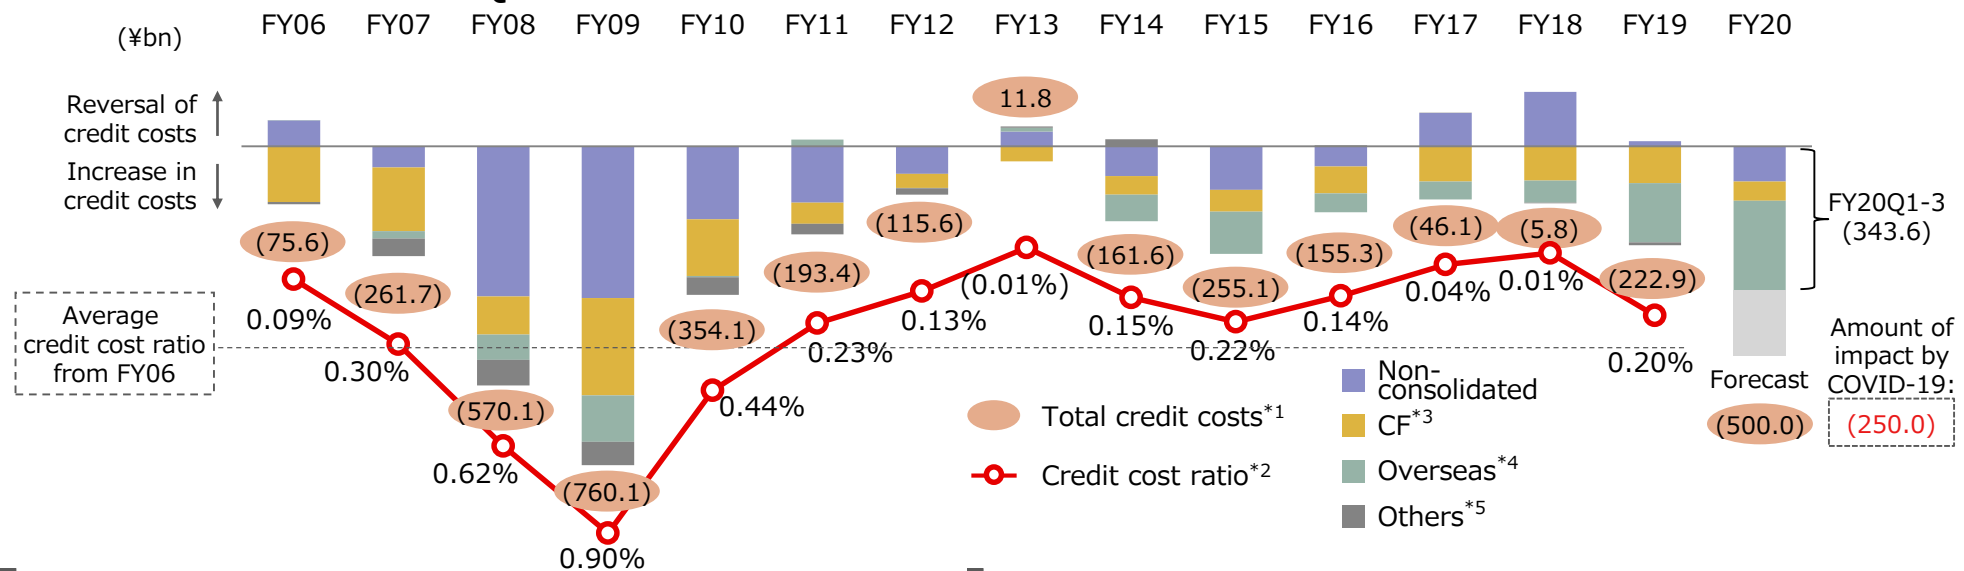 FY06 FY07 FY08 FY09 FY10 FY11 FY12 FY13 FY14 FY15 FY16 FY17 FY18 FY19 FY20
(¥bn)
Reversal of
credit costs
Increase in
credit costs
11.8
(75.6)
(261.7)
(570.1)
(760.1)
(354.1)
(193.4)
(115.6)
(161.6)
(255.1)
(155.3)
(46.1)
(5.8)
(222.9)
FY20Q1-3
(343.6)
Average
credit cost ratio
from FY06
0.09%
0.30%
0.62%
0.90%
0.44%
0.23%
0.13%
(0.01%)
0.15%
0.22%
0.14%
0.04%
0.01%
0.20%
Total credit costs*1
Credit cost ratio*2
Non-
consolidated
CF*3
Overseas*4
Others*5
Forecast
(500.0)
Amount of
impact by
COVID-19:
(250.0)